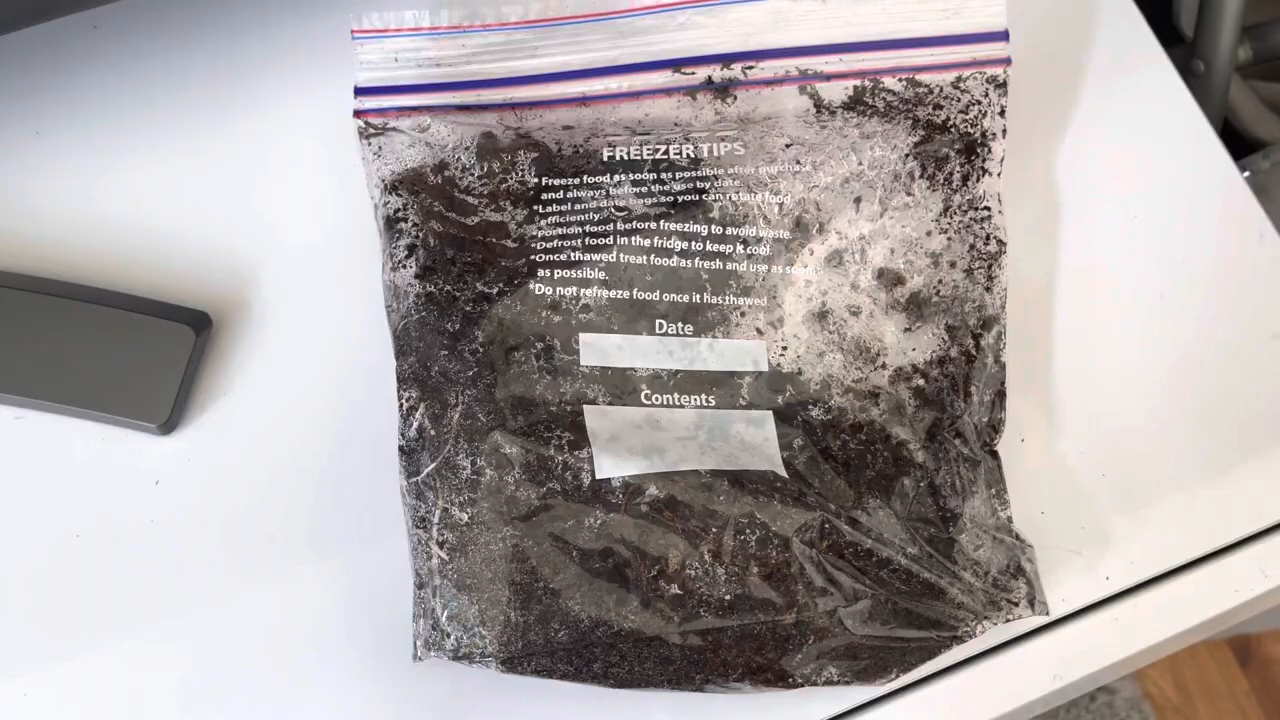 FREEZER TIPS
* Freeze food as soon as possible after purchase
and always before the use by date.
*Label and date bags so you can rotate food
efficiently.
*Portion food before freezing to avoid waste.
*Defrost food in the fridge to keep it cool.
*Once thawed treat food as fresh and use as soon
as possible.
*Do not refreeze food once it has thawed
Date
Contents